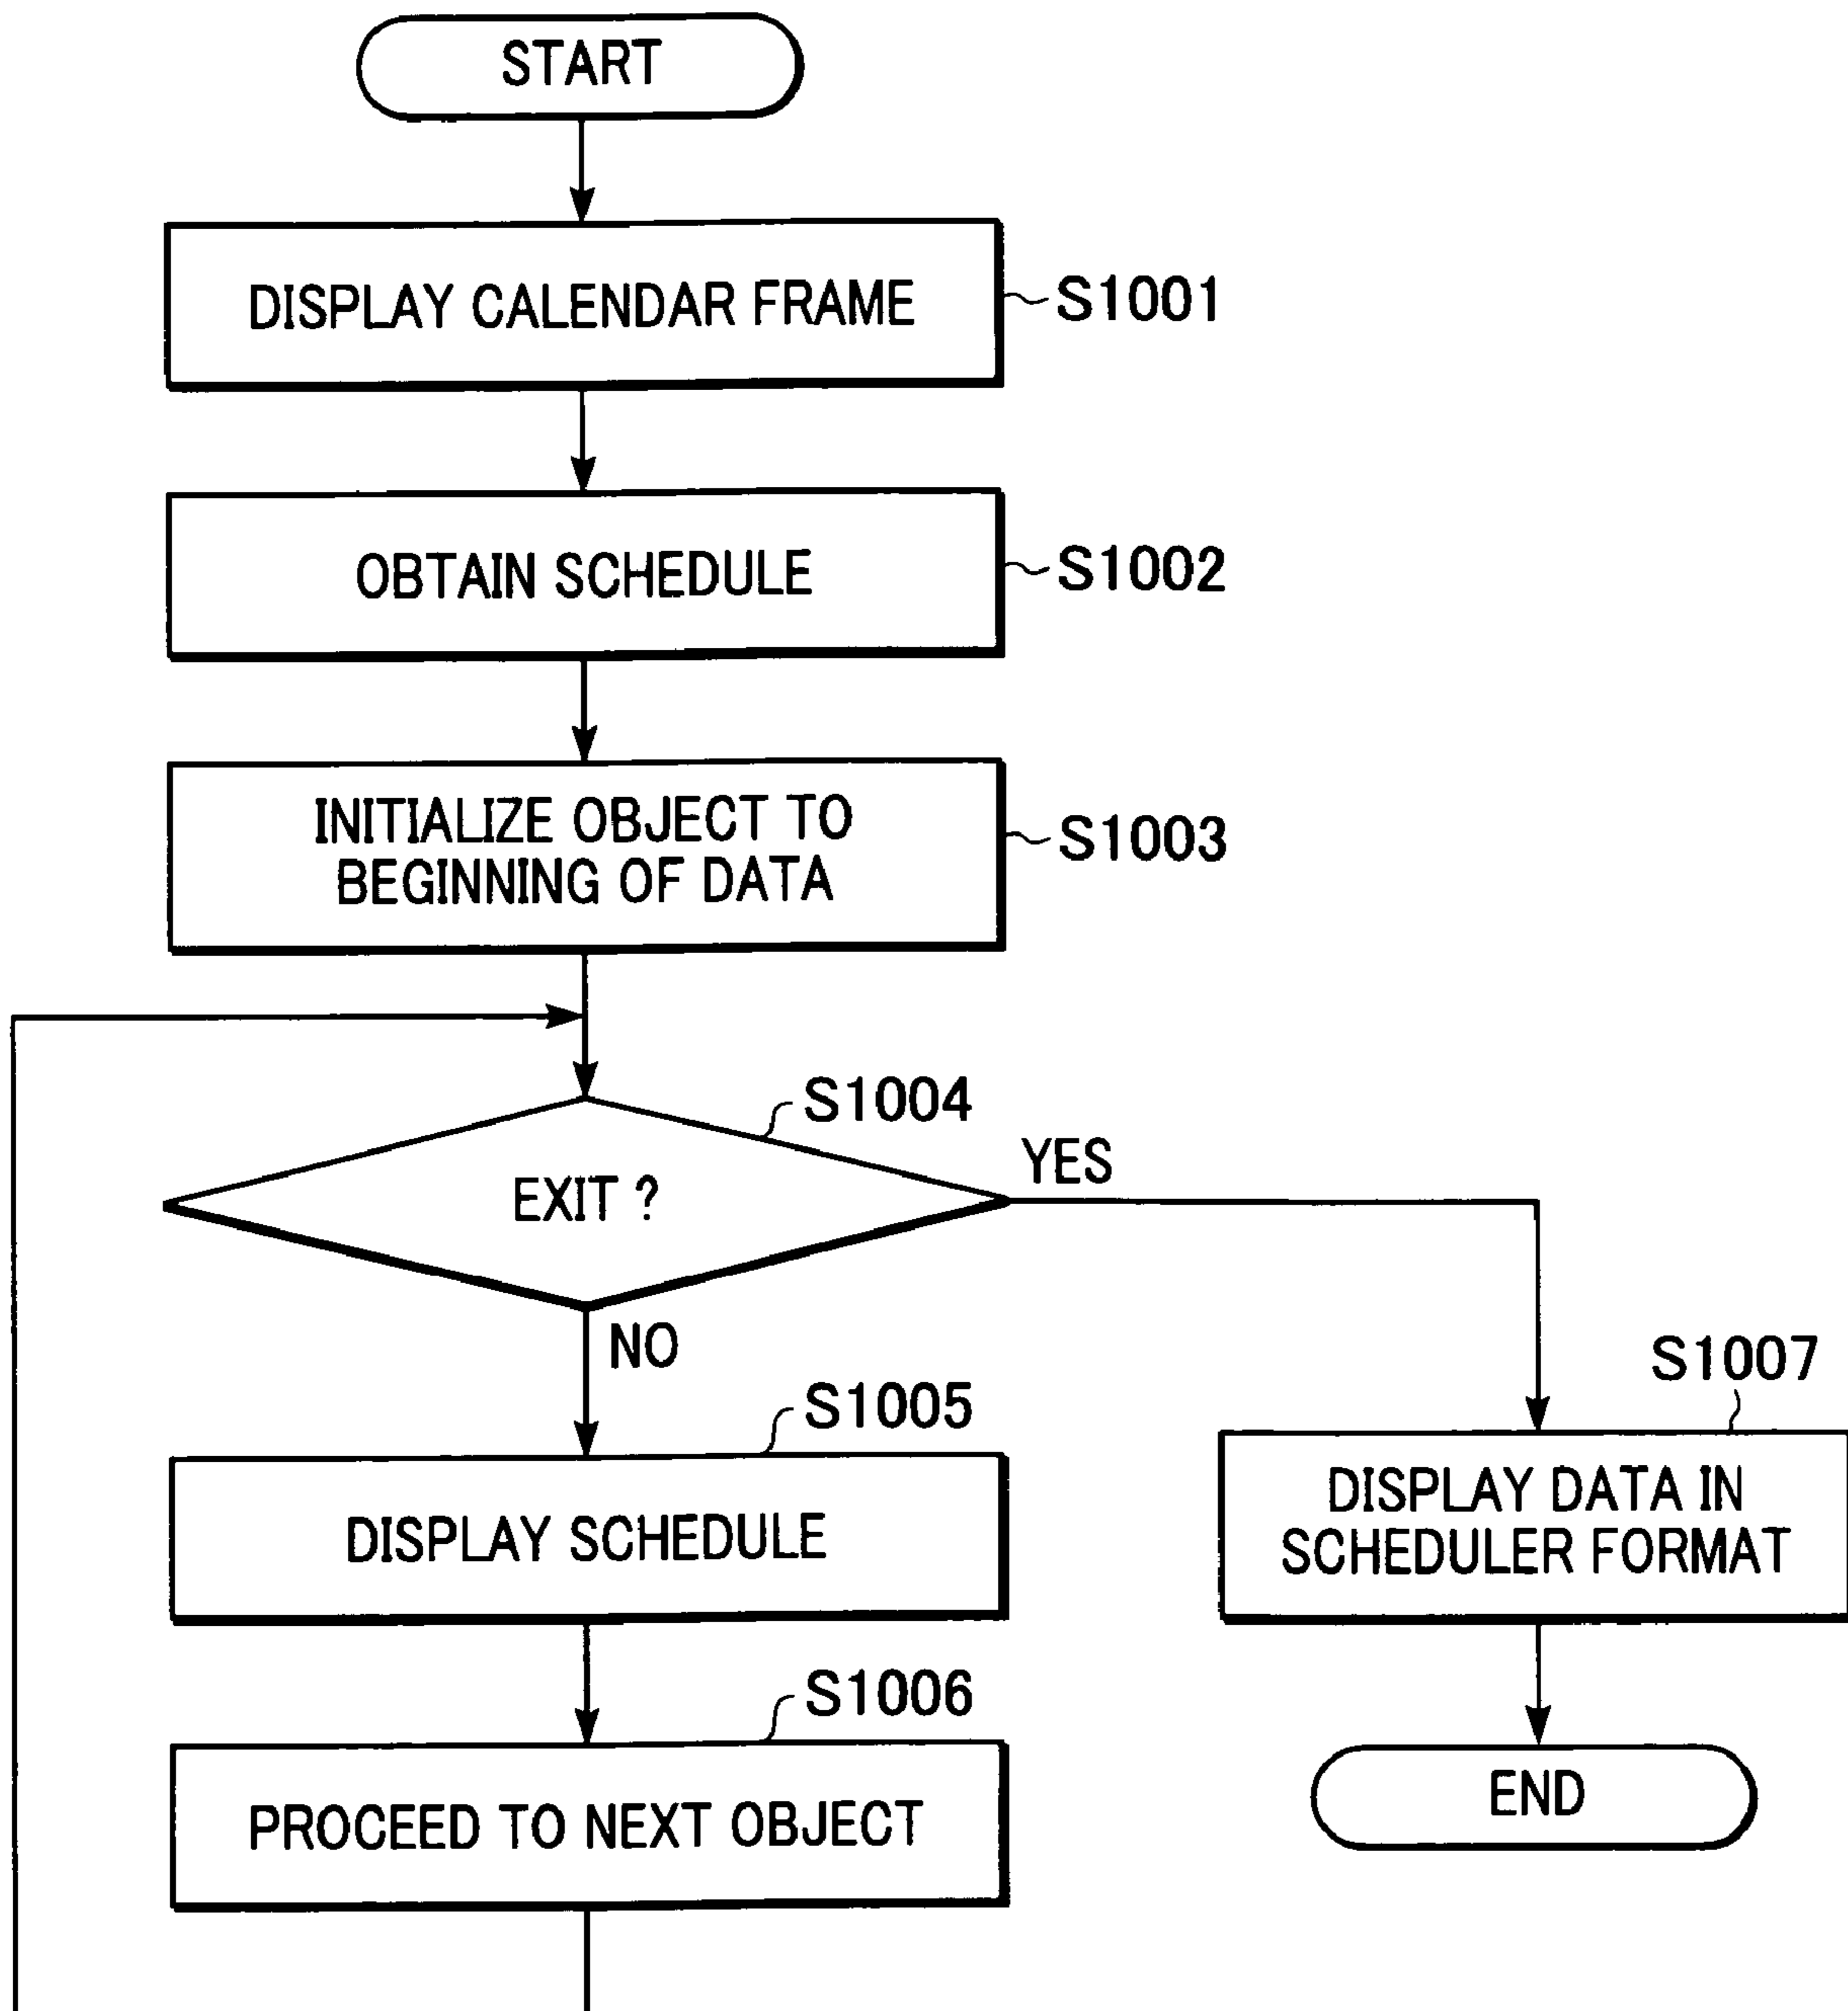 START
DISPLAY CALENDAR FRAME
S1001
OBTAIN SCHEDULE
S1002
INITIALIZE OBJECT TO
BEGINNING OF DATA
S1003
S1004
EXIT ?
YES
NO
S1005
DISPLAY SCHEDULE
S1006
PROCEED TO NEXT OBJECT
S1007
DISPLAY DATA IN
SCHEDULER FORMAT
END